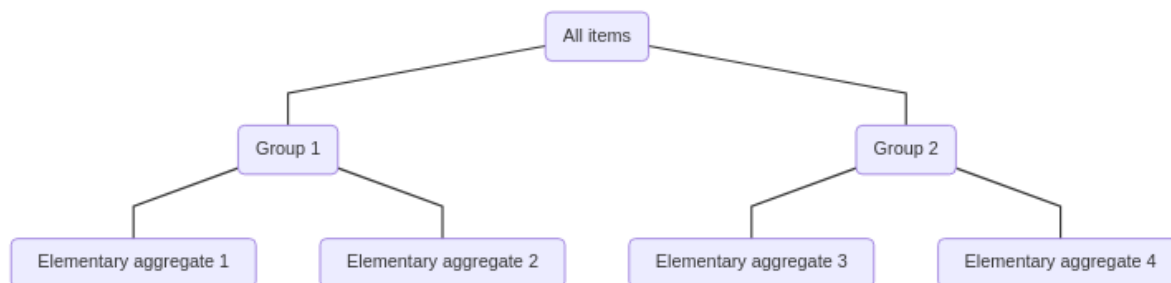 All items
Group 1
Group 2
Elementary aggregate 1
Elementary aggregate 2
Elementary aggregate 3
Elementary aggregate 4